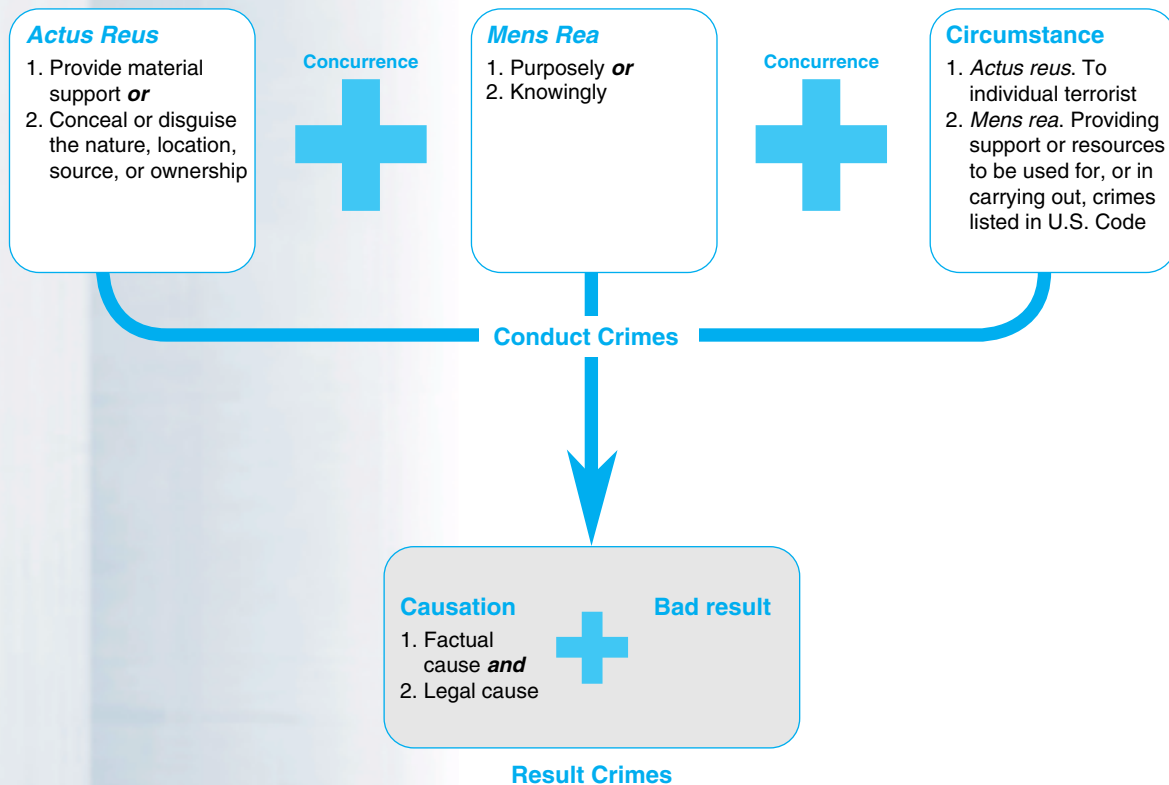 Actus Reus
1. Provide material
support or
2. Conceal or disguise
the nature, location,
source, or ownership
Concurrence
Mens Rea
1. Purposely or
2. Knowingly
Concurrence
Circumstance
1. Actus reus. To
individual terrorist
2. Mens rea. Providing
support or resources
to be used for, or in
carrying out, crimes
listed in U.S. Code
Conduct Crimes
Causation
1. Factual
cause and
2. Legal cause
Bad result
Result Crimes